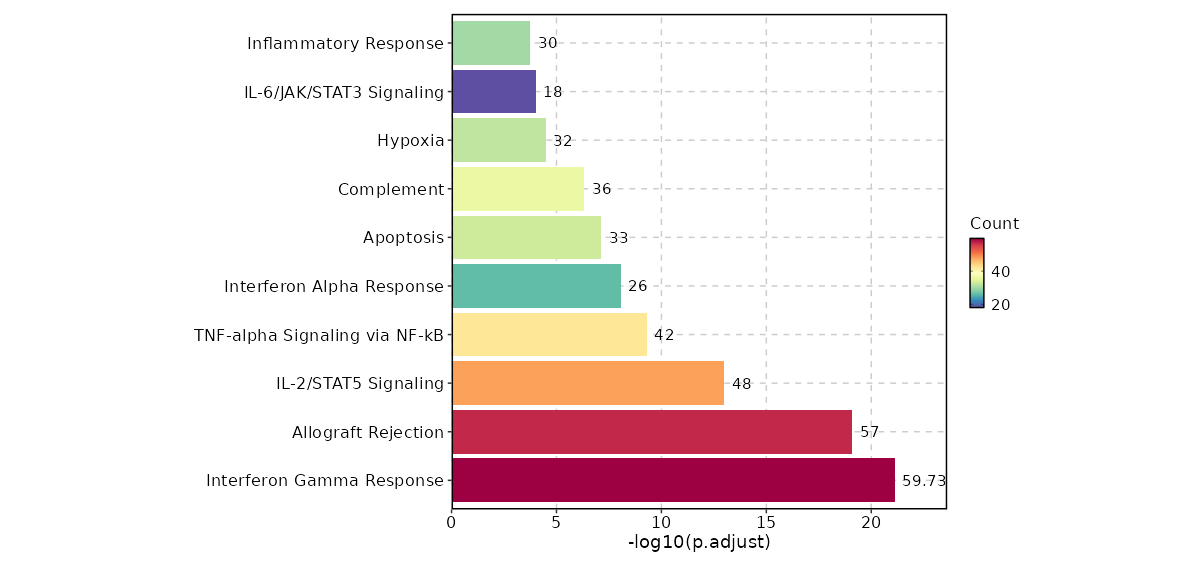 Inflammatory Response 30
IL-6/JAK/STAT3 Signaling 18
Hypoxia 32
Complement 36
Apoptosis 33
Interferon Alpha Response 26
TNF-alpha Signaling via NF-kB 42
IL-2/STAT5 Signaling 48
Allograft Rejection 57
Interferon Gamma Response 59.73
0 5 10 15 20
-log10(p.adjust)
Count
40
20